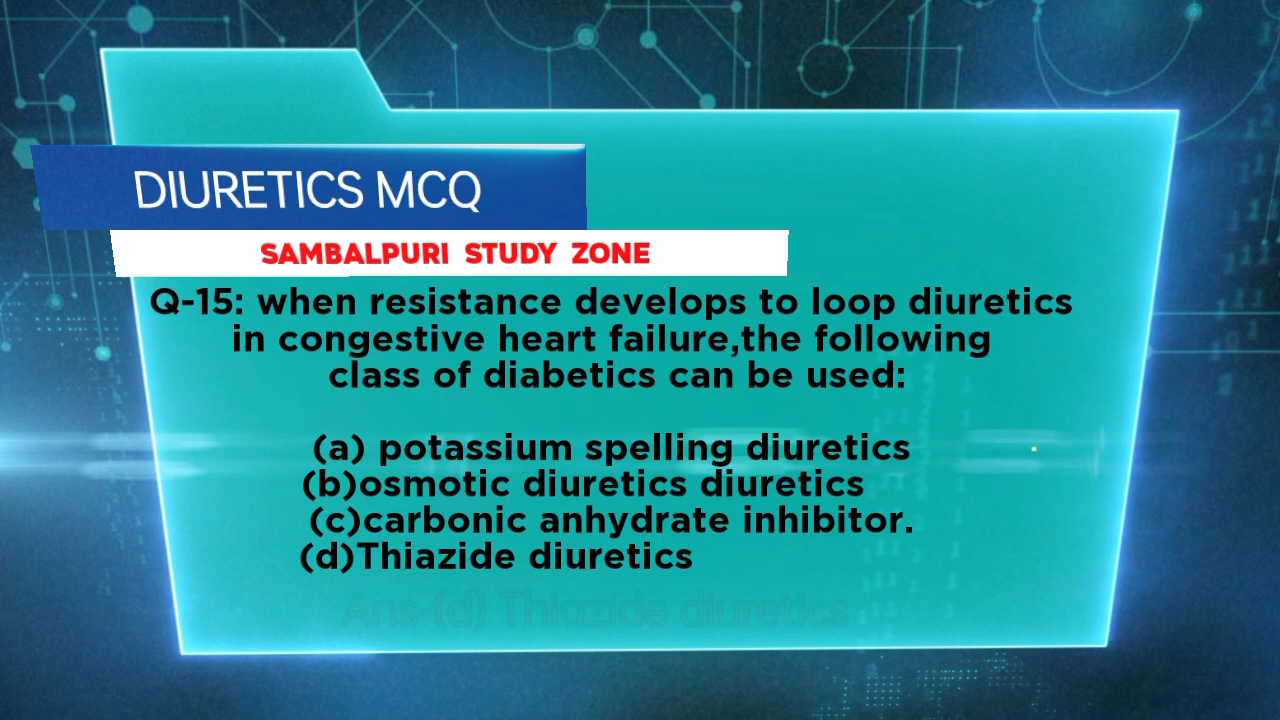 DIURETICS MCQ
SAMBALPURI STUDY ZONE
Q-15: when resistance develops to loop diuretics
in congestive heart failure,the following
class of diabetics can be used:
(a) potassium spelling diuretics
(b)osmotic diuretics diuretics
(c)carbonic anhydrate inhibitor.
(d)Thiazide diuretics
Ans-(d) Thiazide diuretics